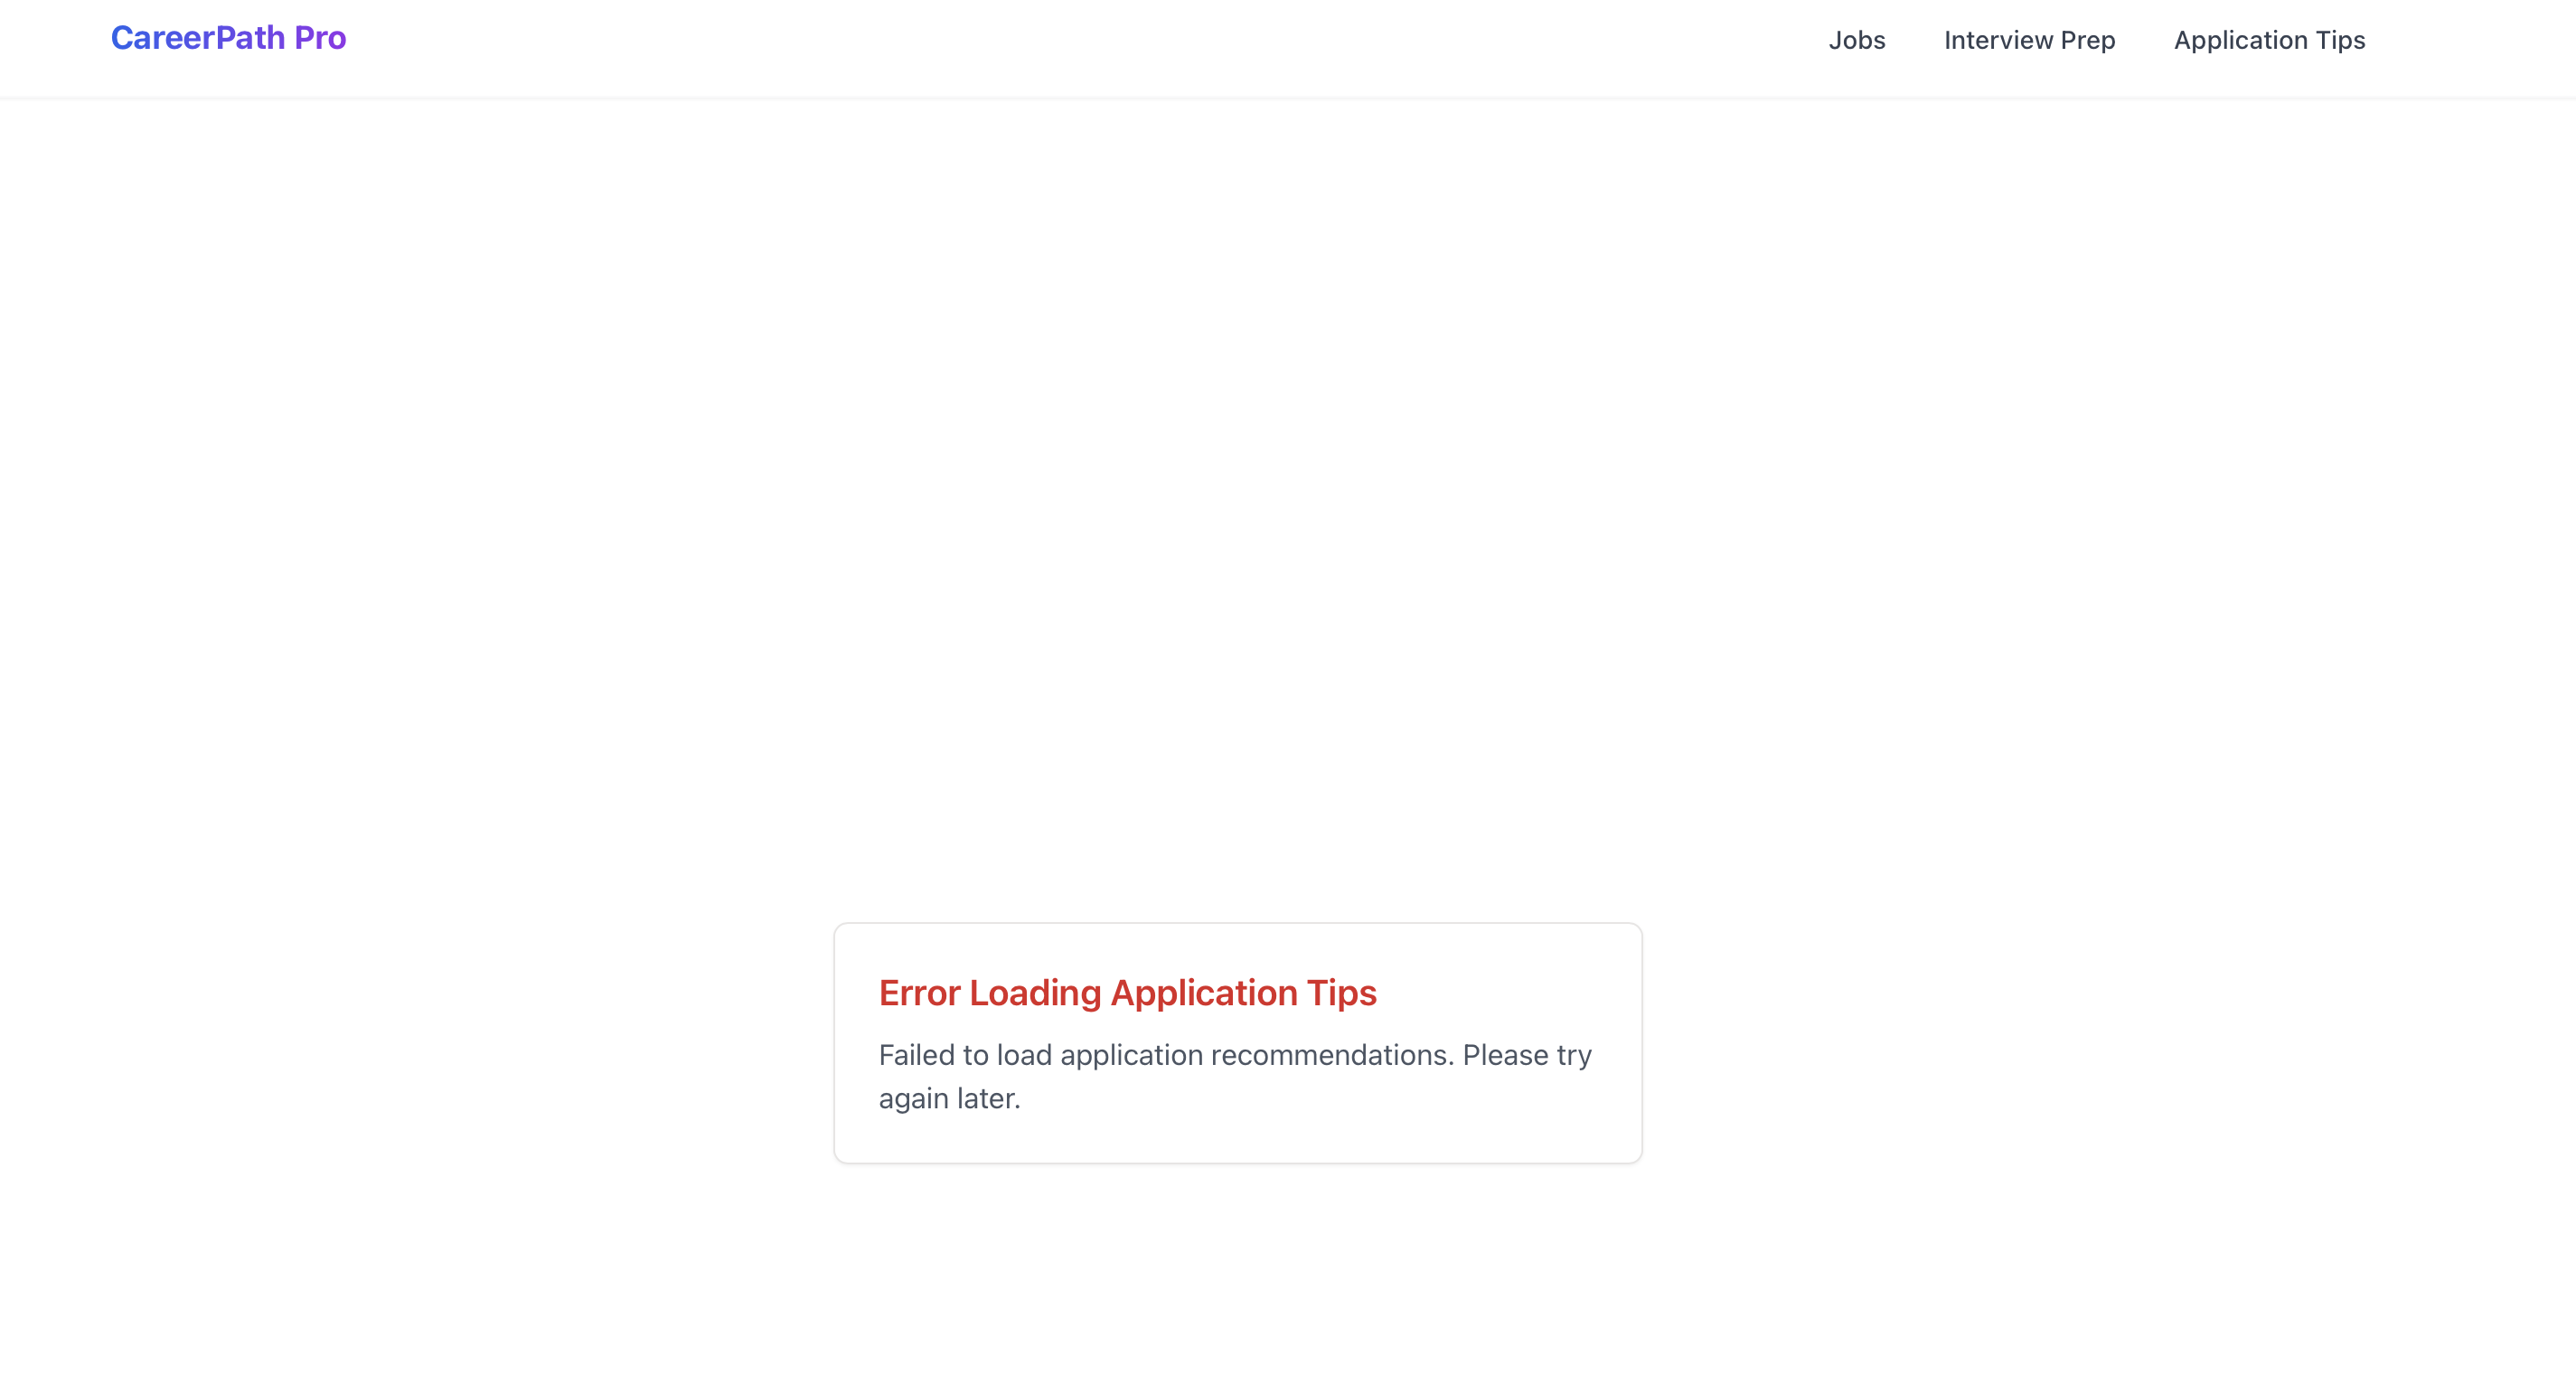 CareerPath Pro
Jobs
Interview Prep
Application Tips
Error Loading Application Tips
Failed to load application recommendations. Please try
again later.